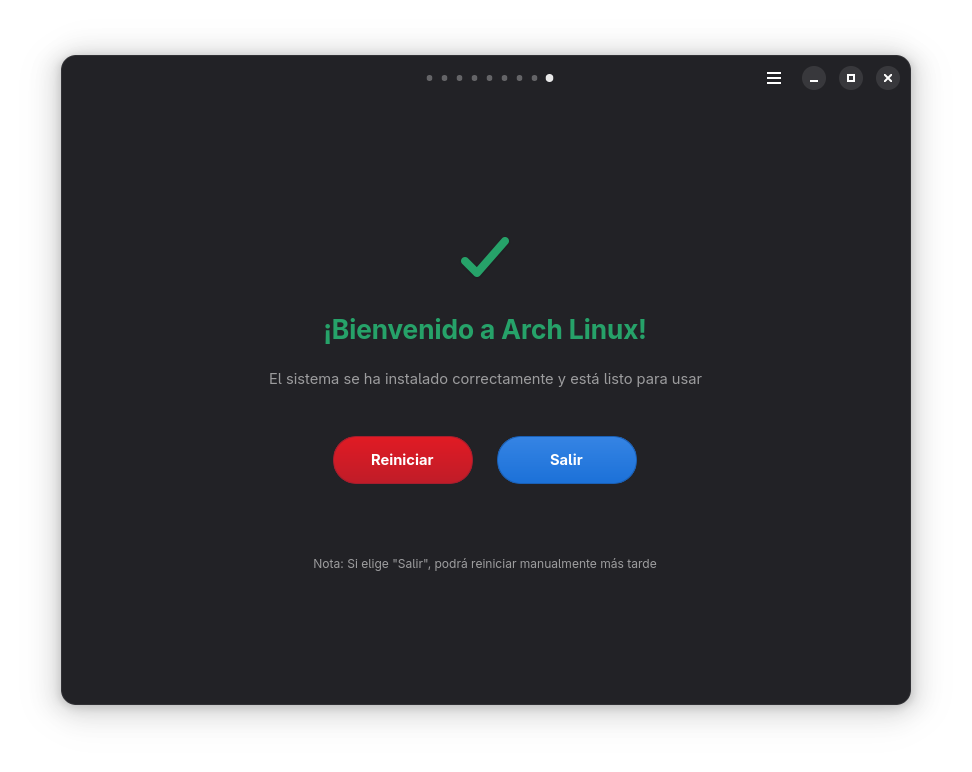 ¡Bienvenido a Arch Linux!
El sistema se ha instalado correctamente y está listo para usar
Reiniciar
Salir
Nota: Si elige "Salir", podrá reiniciar manualmente más tarde